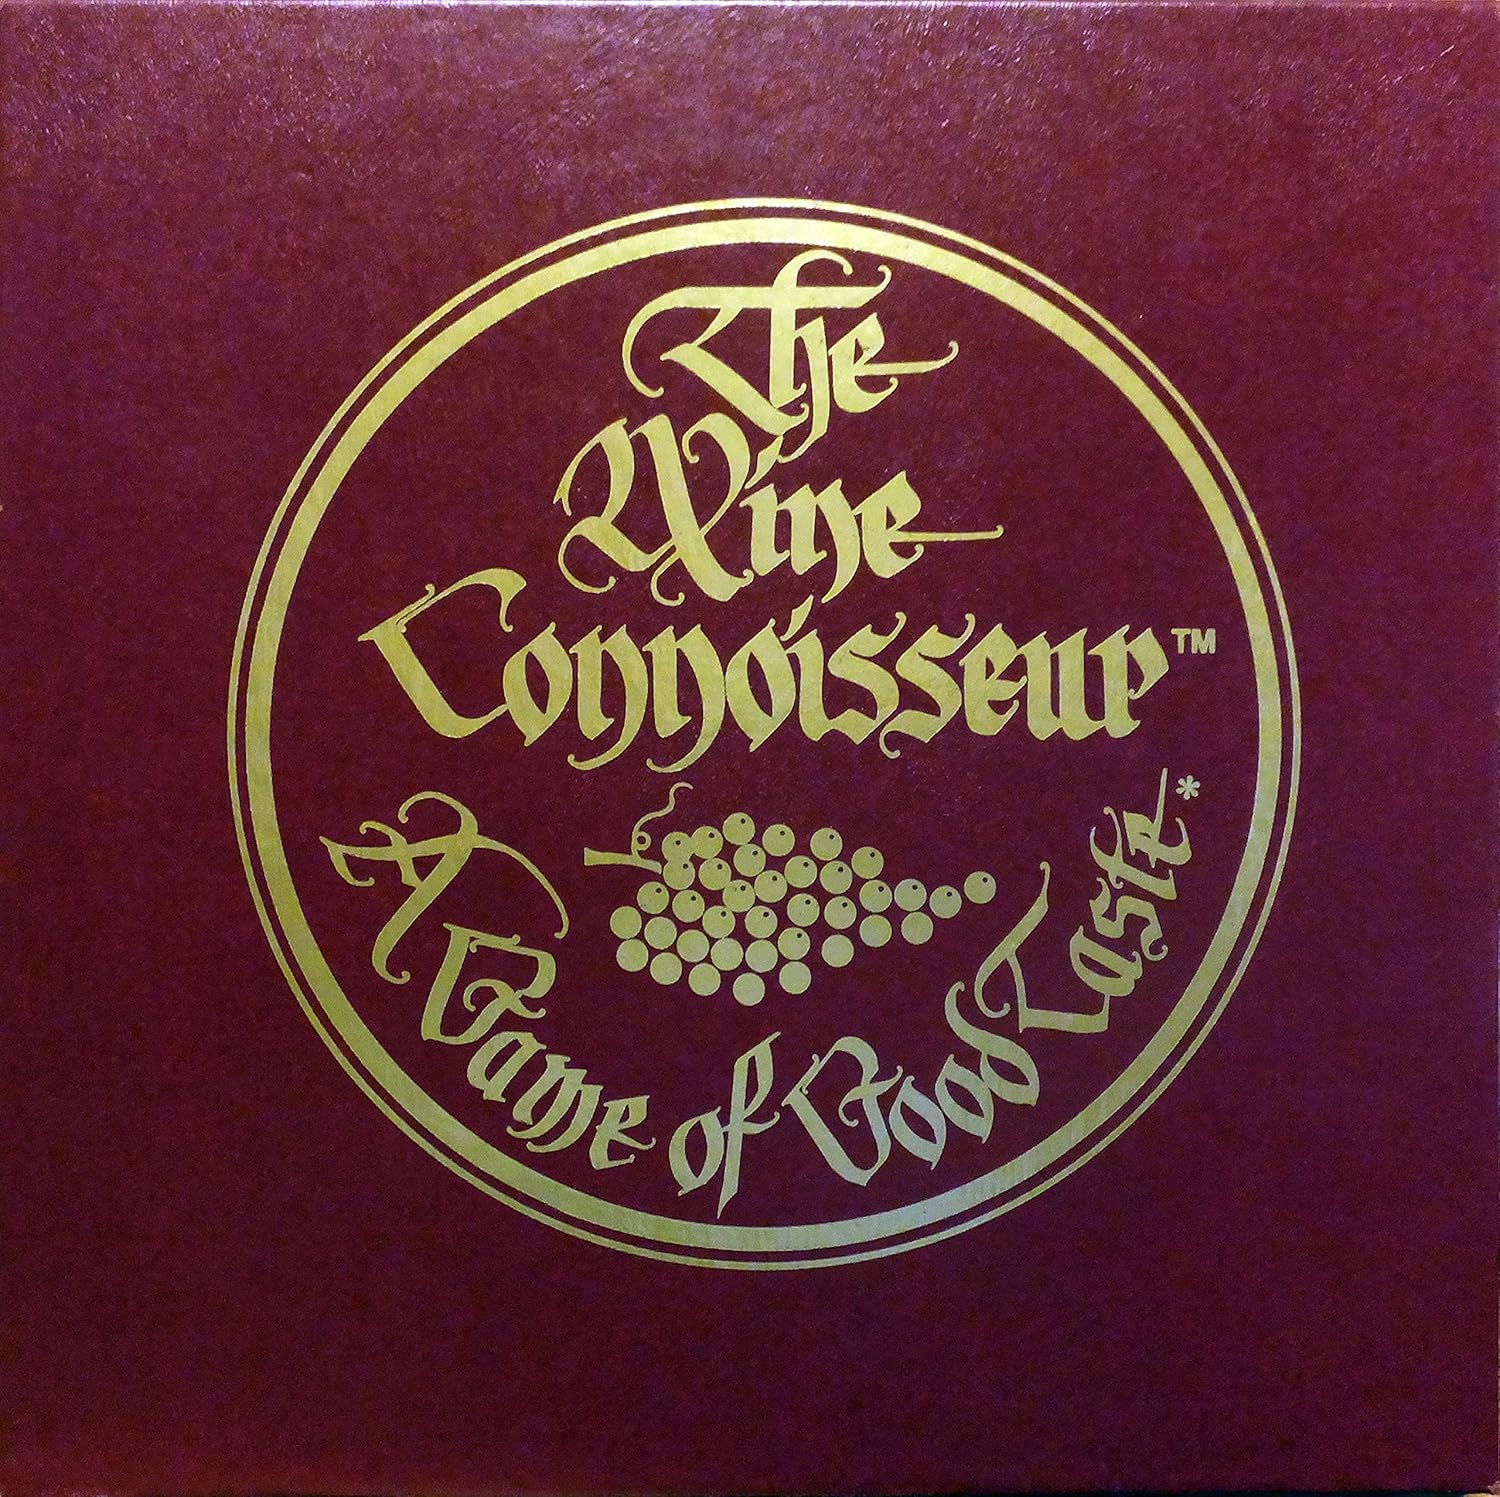 The
Wine
Connoisseur™
A Game of Good Taste*